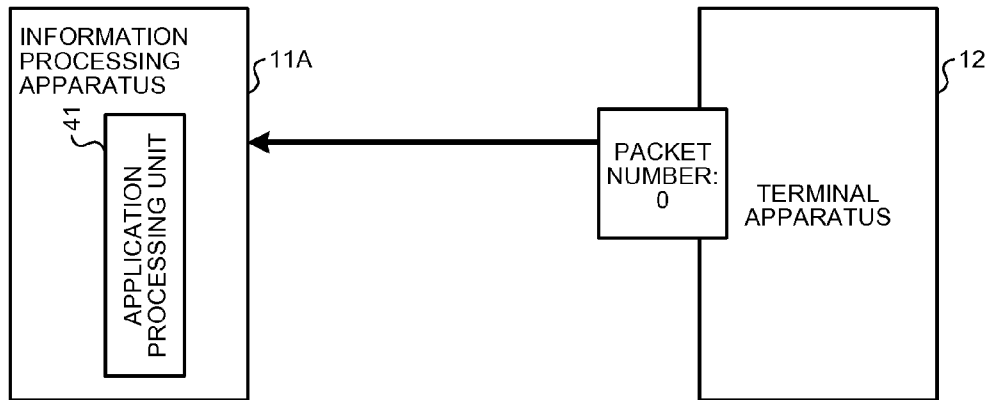 INFORMATION
PROCESSING
APPARATUS
11A
41
APPLICATION
PROCESSING UNIT
PACKET
NUMBER:
0
12
TERMINAL
APPARATUS